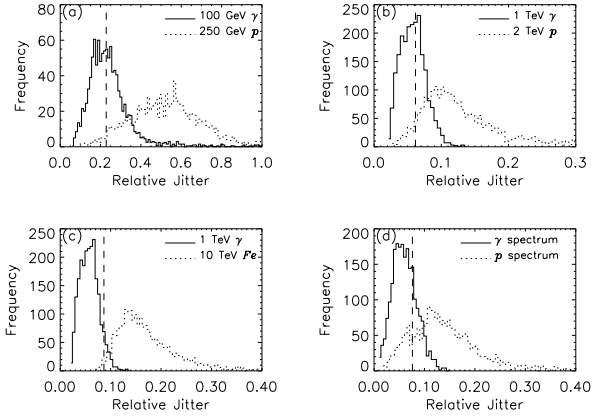 (a)
100 GeV γ
250 GeV p
80
60
40
20
0
Frequency
0.0 0.2 0.4 0.6 0.8 1.0
Relative Jitter
(b)
1 TeV γ
2 TeV p
250
200
150
100
50
0
Frequency
0.0 0.1 0.2 0.3
Relative Jitter
(c)
1 TeV γ
10 TeV Fe
250
200
150
100
50
0
Frequency
0.00 0.10 0.20 0.30 0.40
Relative Jitter
(d)
γ spectrum
p spectrum
200
150
100
50
0
Frequency
0.00 0.10 0.20 0.30 0.40
Relative Jitter